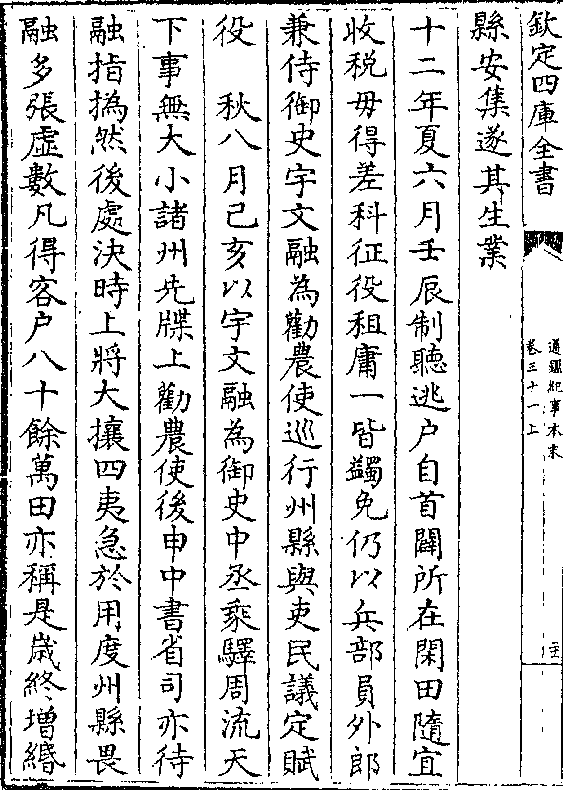 欽定四庫全書
通鑑紀事本末
卷三十一上
縣安集遂其生業
十二年夏六月壬辰制聽逃戶自首闢所在閑田隨宜
收税毋得差科征役租庸一皆蠲免仍以兵部員外郎
兼侍御史宇文融為勸農使巡行州縣與吏民議定賦
役　秋八月己亥以宇文融為御史中丞乘驛周流天
下事無大小諸州先牒上勸農使後申中書省司亦待
融指撝然後處決時上將大攘四夷急於用度州縣畏
融多張虛數凡得客户八十餘萬田亦稱是歲終增緡